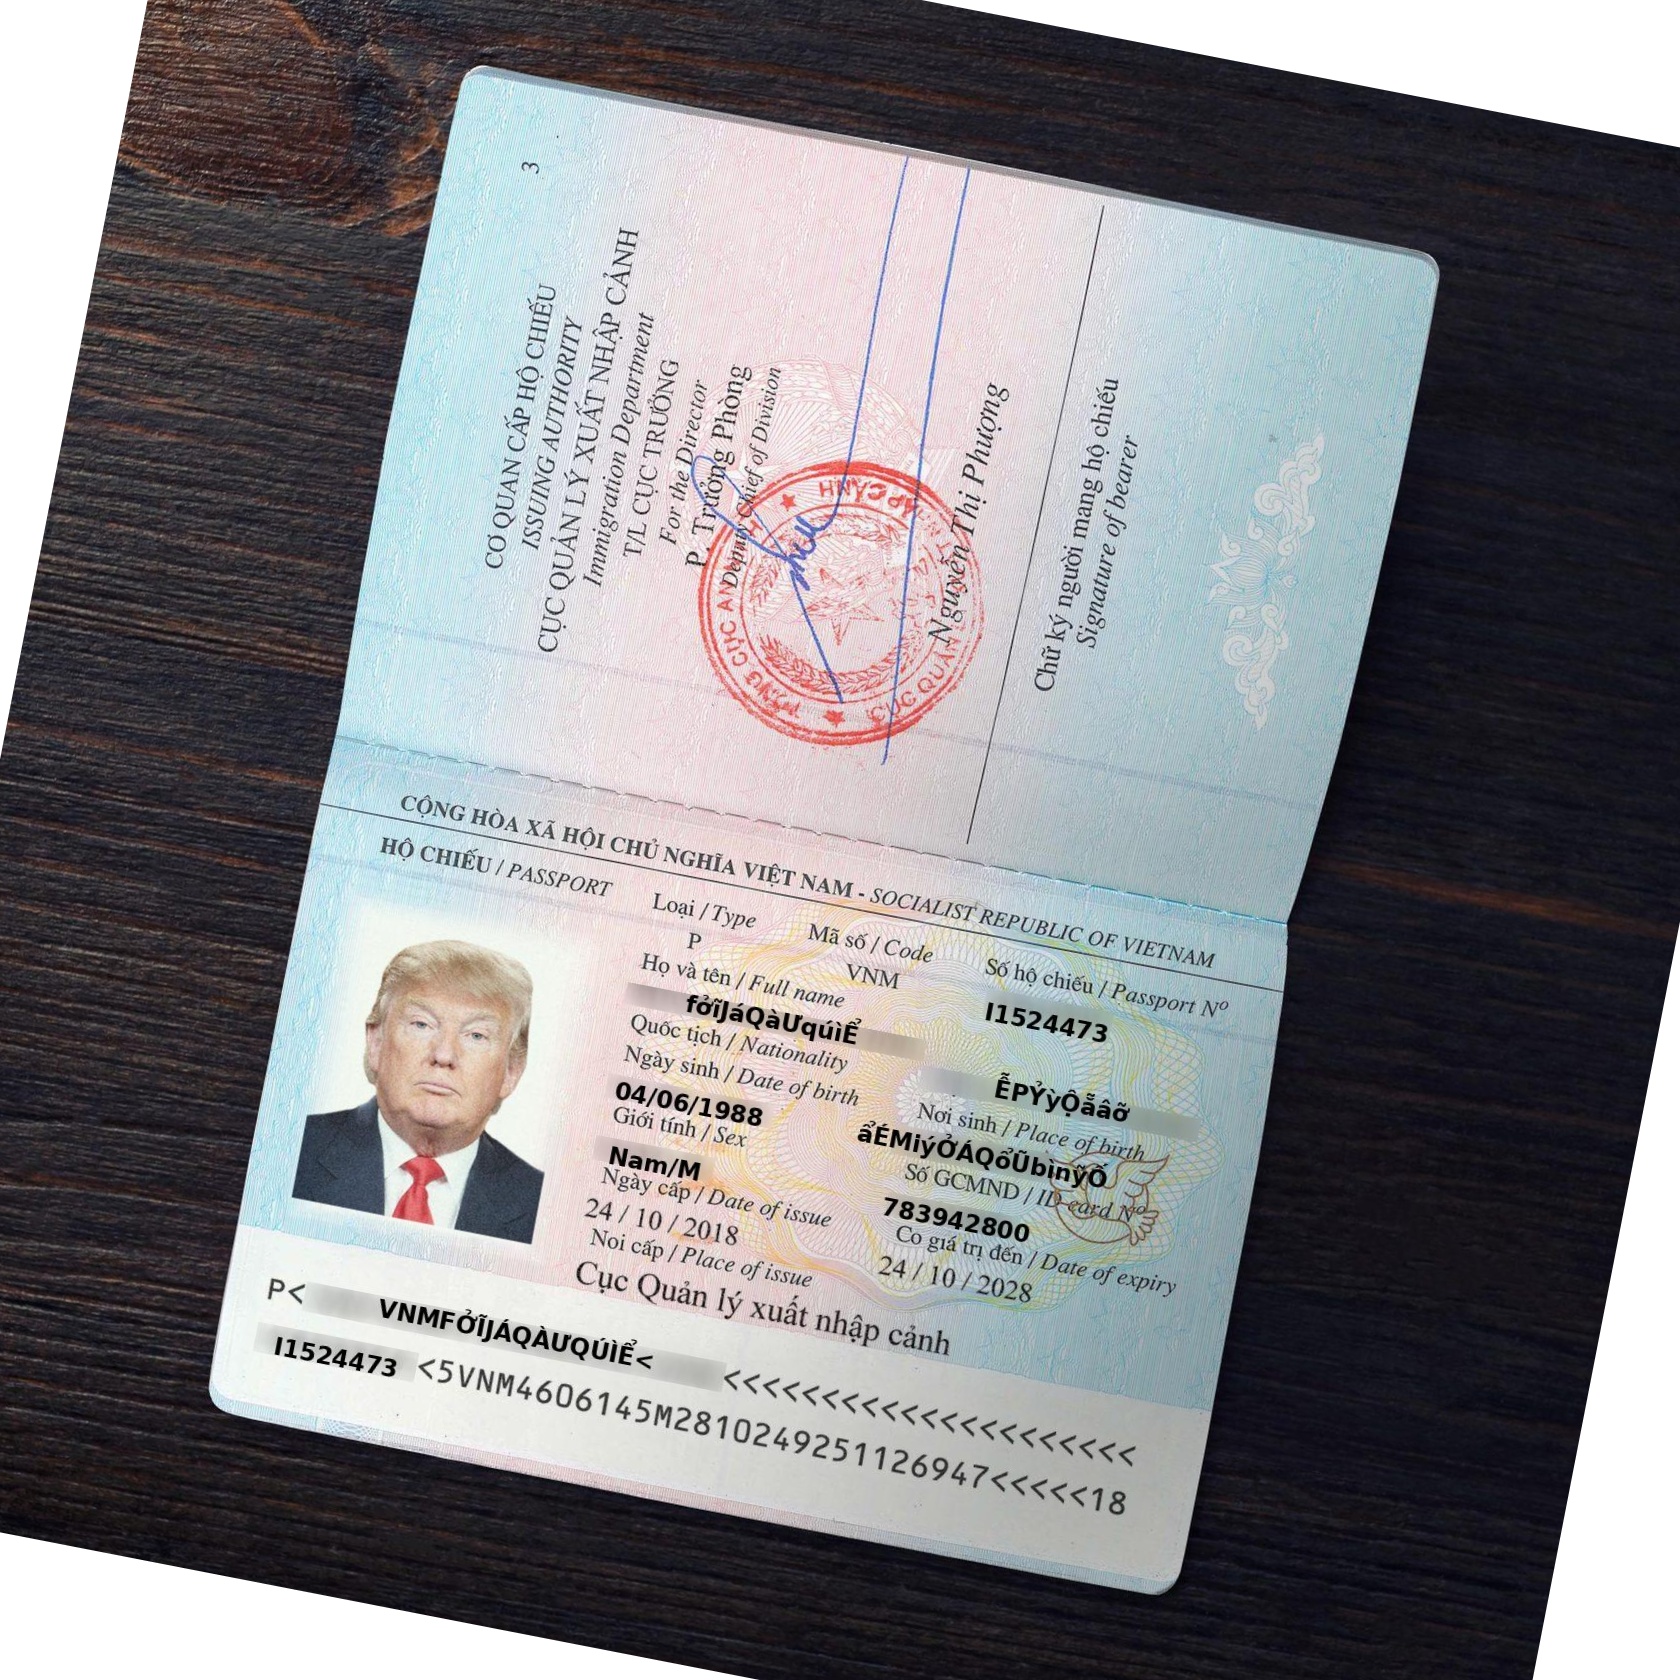 3
CƠ QUAN CẤP HỘ CHIẾU
ISSUING AUTHORITY
CỤC QUẢN LÝ XUẤT NHẬP CẢNH
Immigration Department
T/L CỤC TRƯỞNG
For the Director
P. Trưởng Phòng
Deputy Chief of Division
Nguyễn Thị Phượng
Chữ ký người mang hộ chiếu
Signature of bearer
CỘNG HÒA XÃ HỘI CHỦ NGHĨA VIỆT NAM - SOCIALIST REPUBLIC OF VIETNAM
HỘ CHIẾU / PASSPORT
Loại / Type
Mã số / Code
Số hộ chiếu / Passport Nº
P
VNM
I1524473
Họ và tên / Full name
fởĩJáQàƯqúìỂ
Quốc tịch / Nationality
ỄPỶỳỘẵâỡ
Ngày sinh / Date of birth
Nơi sinh / Place of birth
04/06/1988
ẩÉMiýỞÁQổŨbìnỹỐ
Giới tính / Sex
Số GCMND / ID card Nº
Nam/M
783942800
Ngày cấp / Date of issue
Co giá trị đến / Date of expiry
24 / 10 / 2018
24 / 10 / 2028
Noi cấp / Place of issue
Cục Quản lý xuất nhập cảnh
P< VNMFỞĨJÁQÀƯQÚÌỂ< <<<<<<<<<<<<<<<<<<<<<
I1524473 <5VNM4606145M2810249251126947<<<<<18